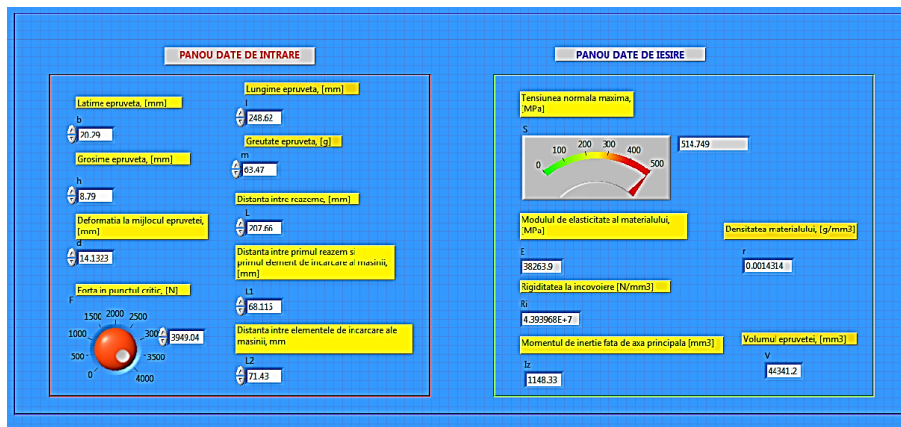 PANOU DATE DE INTRARE
Latime epruveta, [mm]
b
20.29
Grosime epruveta, [mm]
h
8.79
Deformatia la mijlocul epruvetei,
[mm]
d
14.1323
Forta in punctul critic, [N]
F
0
500
1000
1500
2000
2500
300
3500
4000
3949.04
Lungime epruveta, [mm]
l
248.62
Greutate epruveta, [g]
m
63.47
Distanta intre reazeme, [mm]
L
207.66
Distanta intre primul reazem si
primul element de incarcare al masinii,
[mm]
L1
68.115
Distanta intre elementele de incarcare ale
masinii, mm
L2
71.43
PANOU DATE DE IESIRE
Tensiunea normala maxima,
[MPa]
S
0
100
200
300
400
500
514.749
Modulul de elasticitate al materialului,
[MPa]
E
38263.9
Rigiditatea la incovoiere [N/mm3]
Ri
4.393968E+7
Momentul de inertie fata de axa principala [mm3]
Iz
1148.33
Densitatea materialului, [g/mm3]
r
0.0014314
Volumul epruvetei, [mm3]
V
44341.2